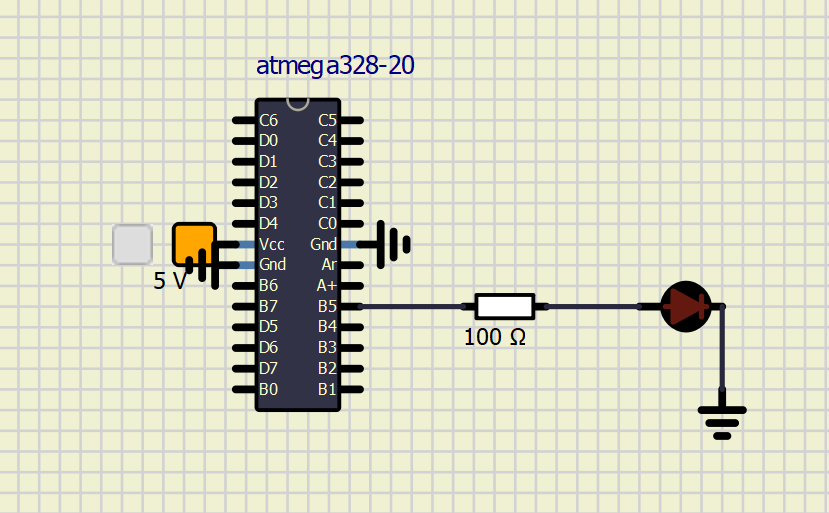 atmega328-20
C6 C5
D0 C4
D1 C3
D2 C2
D3 C1
D4 C0
Vcc Gnd
Gnd Ar
B6 A+
B7 B5
D5 B4
D6 B3
D7 B2
B0 B1
5 V
100 Ω